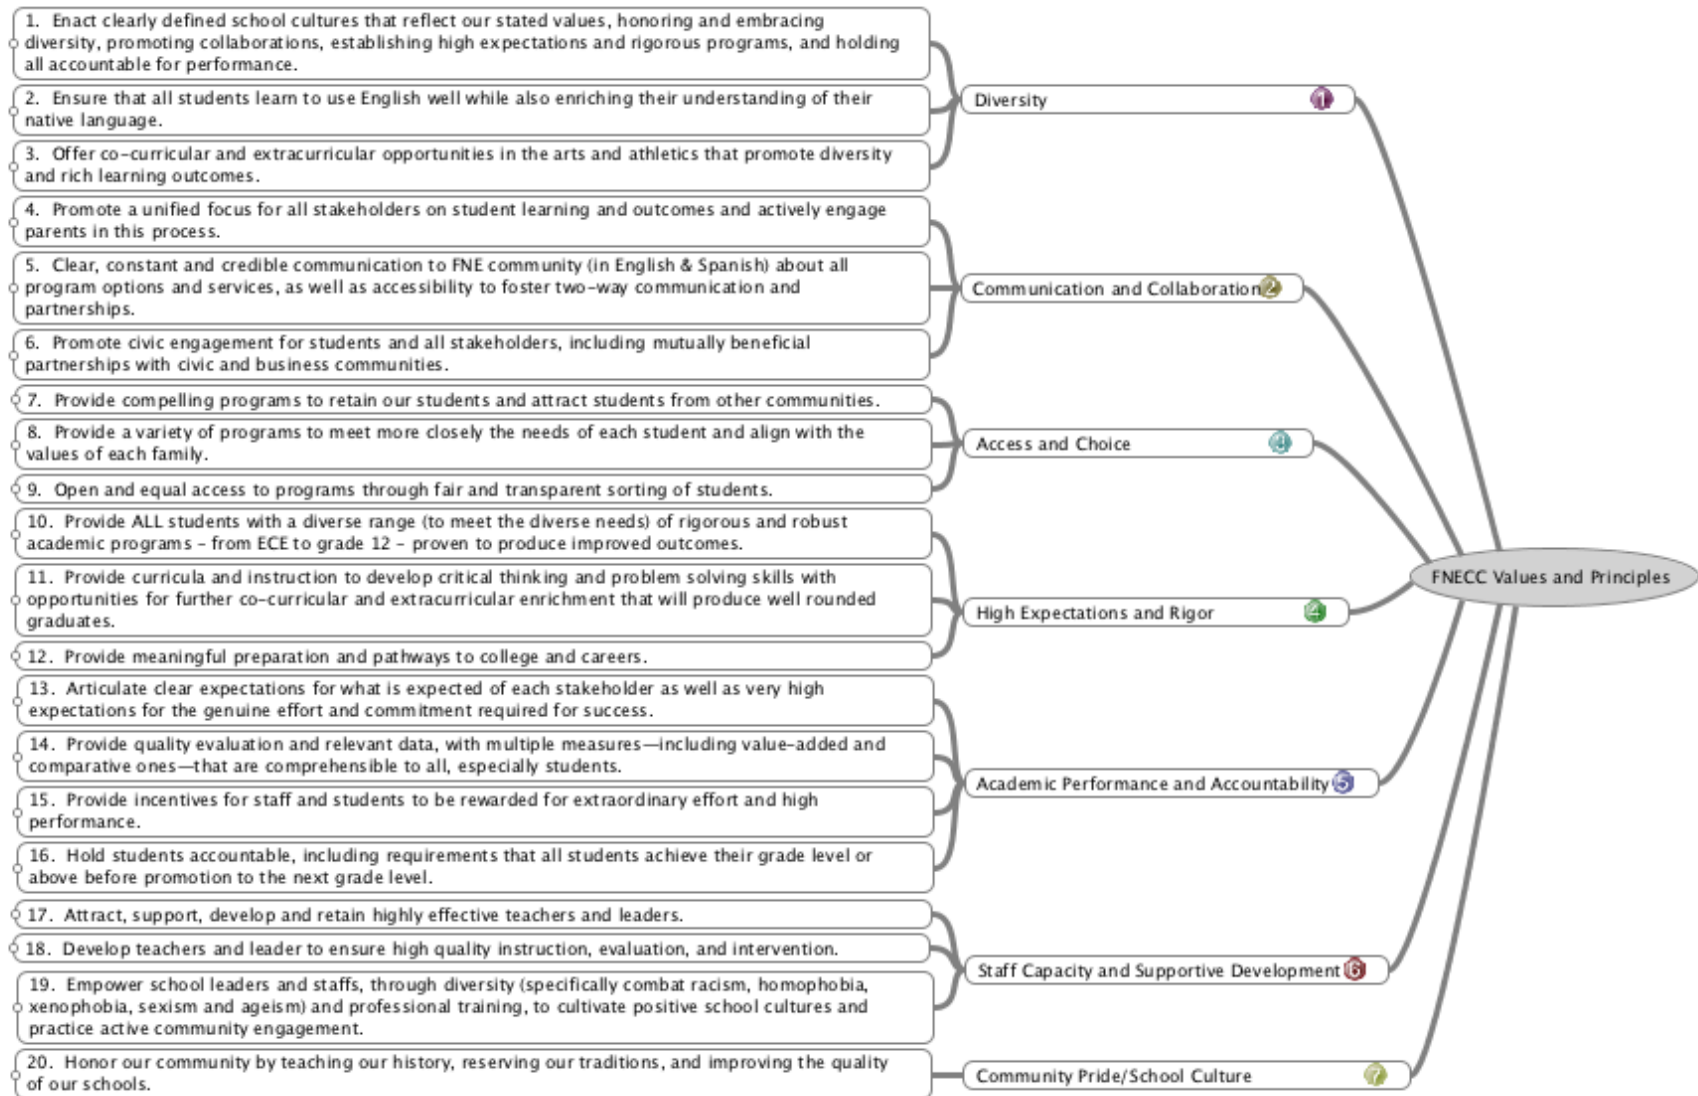 1. Enact clearly defined school cultures that reflect our stated values, honoring and embracing
diversity, promoting collaborations, establishing high expectations and rigorous programs, and holding
all accountable for performance.
2. Ensure that all students learn to use English well while also enriching their understanding of their
native language.
3. Offer co-curricular and extracurricular opportunities in the arts and athletics that promote diversity
and rich learning outcomes.
Diversity 1
4. Promote a unified focus for all stakeholders on student learning and outcomes and actively engage
parents in this process.
5. Clear, constant and credible communication to FNE community (in English & Spanish) about all
program options and services, as well as accessibility to foster two-way communication and
partnerships.
6. Promote civic engagement for students and all stakeholders, including mutually beneficial
partnerships with civic and business communities.
Communication and Collaboration 2
7. Provide compelling programs to retain our students and attract students from other communities.
8. Provide a variety of programs to meet more closely the needs of each student and align with the
values of each family.
9. Open and equal access to programs through fair and transparent sorting of students.
Access and Choice 3
10. Provide ALL students with a diverse range (to meet the diverse needs) of rigorous and robust
academic programs - from ECE to grade 12 - proven to produce improved outcomes.
11. Provide curricula and instruction to develop critical thinking and problem solving skills with
opportunities for further co-curricular and extracurricular enrichment that will produce well rounded
graduates.
12. Provide meaningful preparation and pathways to college and careers.
High Expectations and Rigor 4
13. Articulate clear expectations for what is expected of each stakeholder as well as very high
expectations for the genuine effort and commitment required for success.
14. Provide quality evaluation and relevant data, with multiple measures—including value-added and
comparative ones—that are comprehensible to all, especially students.
15. Provide incentives for staff and students to be rewarded for extraordinary effort and high
performance.
16. Hold students accountable, including requirements that all students achieve their grade level or
above before promotion to the next grade level.
Academic Performance and Accountability 5
17. Attract, support, develop and retain highly effective teachers and leaders.
18. Develop teachers and leader to ensure high quality instruction, evaluation, and intervention.
19. Empower school leaders and staffs, through diversity (specifically combat racism, homophobia,
xenophobia, sexism and ageism) and professional training, to cultivate positive school cultures and
practice active community engagement.
Staff Capacity and Supportive Development 6
20. Honor our community by teaching our history, reserving our traditions, and improving the quality
of our schools.
Community Pride/School Culture 7
FNECC Values and Principles